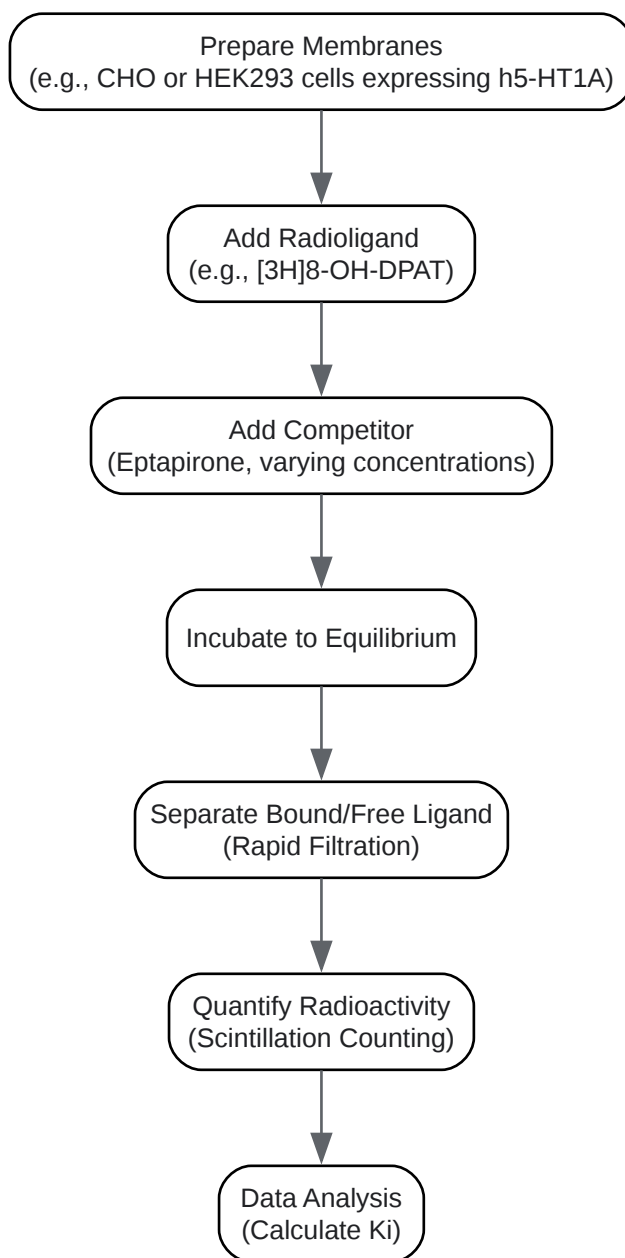 Prepare Membranes
(e.g., CHO or HEK293 cells expressing h5-HT1A)
Add Radioligand
(e.g., [3H]8-OH-DPAT)
Add Competitor
(Eptapirone, varying concentrations)
Incubate to Equilibrium
Separate Bound/Free Ligand
(Rapid Filtration)
Quantify Radioactivity
(Scintillation Counting)
Data Analysis
(Calculate Ki)